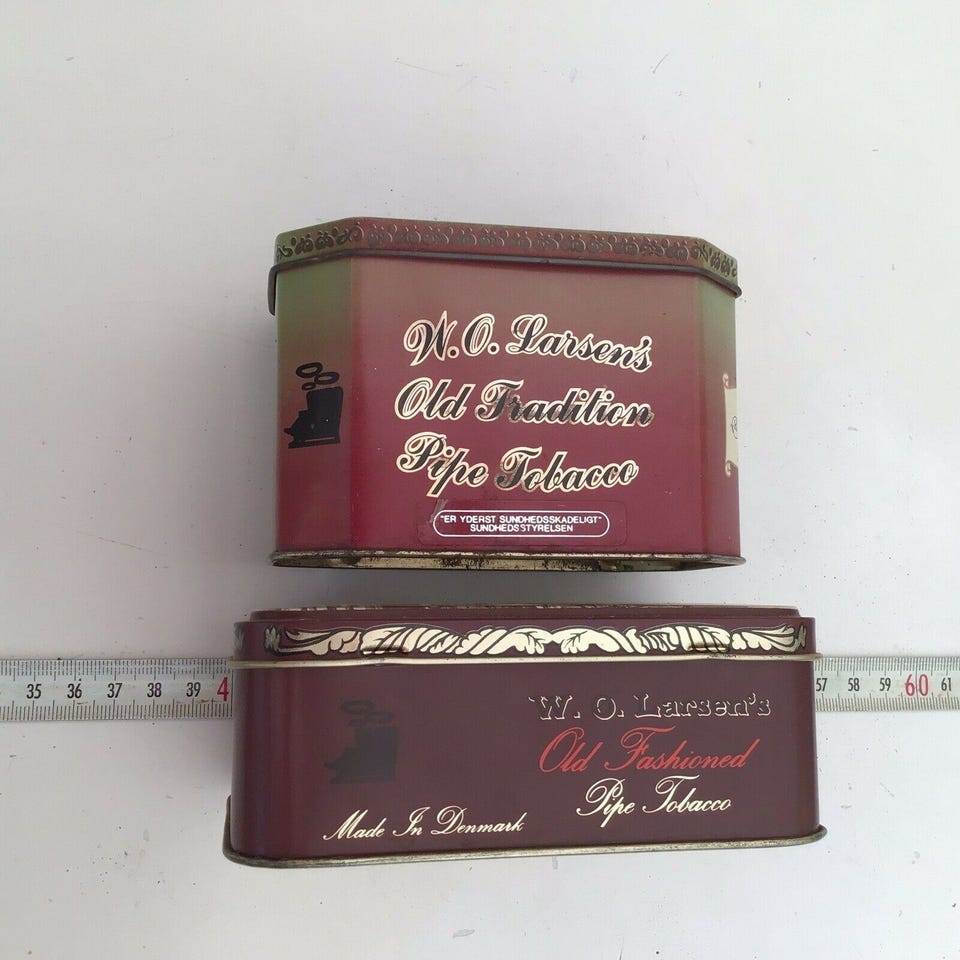 W.O. Larsen's
Old Tradition
Pipe Tobacco
"ER YDERST SUNDHEDSSKADELIGT"
SUNDHEDSSTYRELSEN
35 36 37 38 39 4 57 58 59 60 61
W. O. Larsen's
Old Fashioned
Pipe Tobacco
Made In Denmark